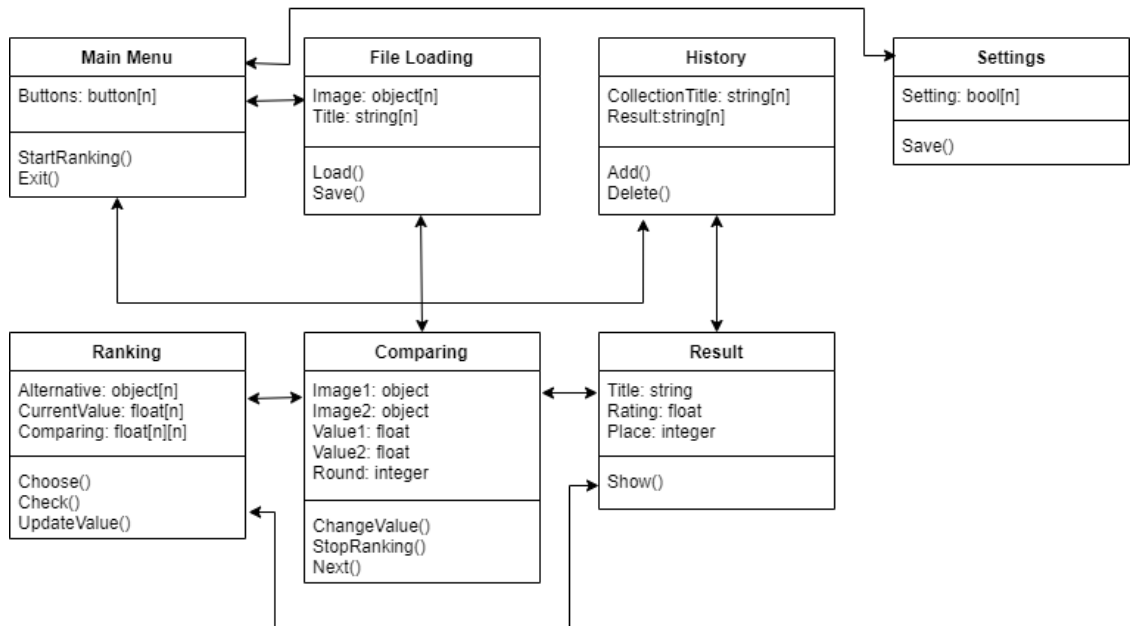 Main Menu
Buttons: button[n]
StartRanking()
Exit()
File Loading
Image: object[n]
Title: string[n]
Load()
Save()
History
CollectionTitle: string[n]
Result:string[n]
Add()
Delete()
Settings
Setting: bool[n]
Save()
Ranking
Alternative: object[n]
CurrentValue: float[n]
Comparing: float[n][n]
Choose()
Check()
UpdateValue()
Comparing
Image1: object
Image2: object
Value1: float
Value2: float
Round: integer
ChangeValue()
StopRanking()
Next()
Result
Title: string
Rating: float
Place: integer
Show()